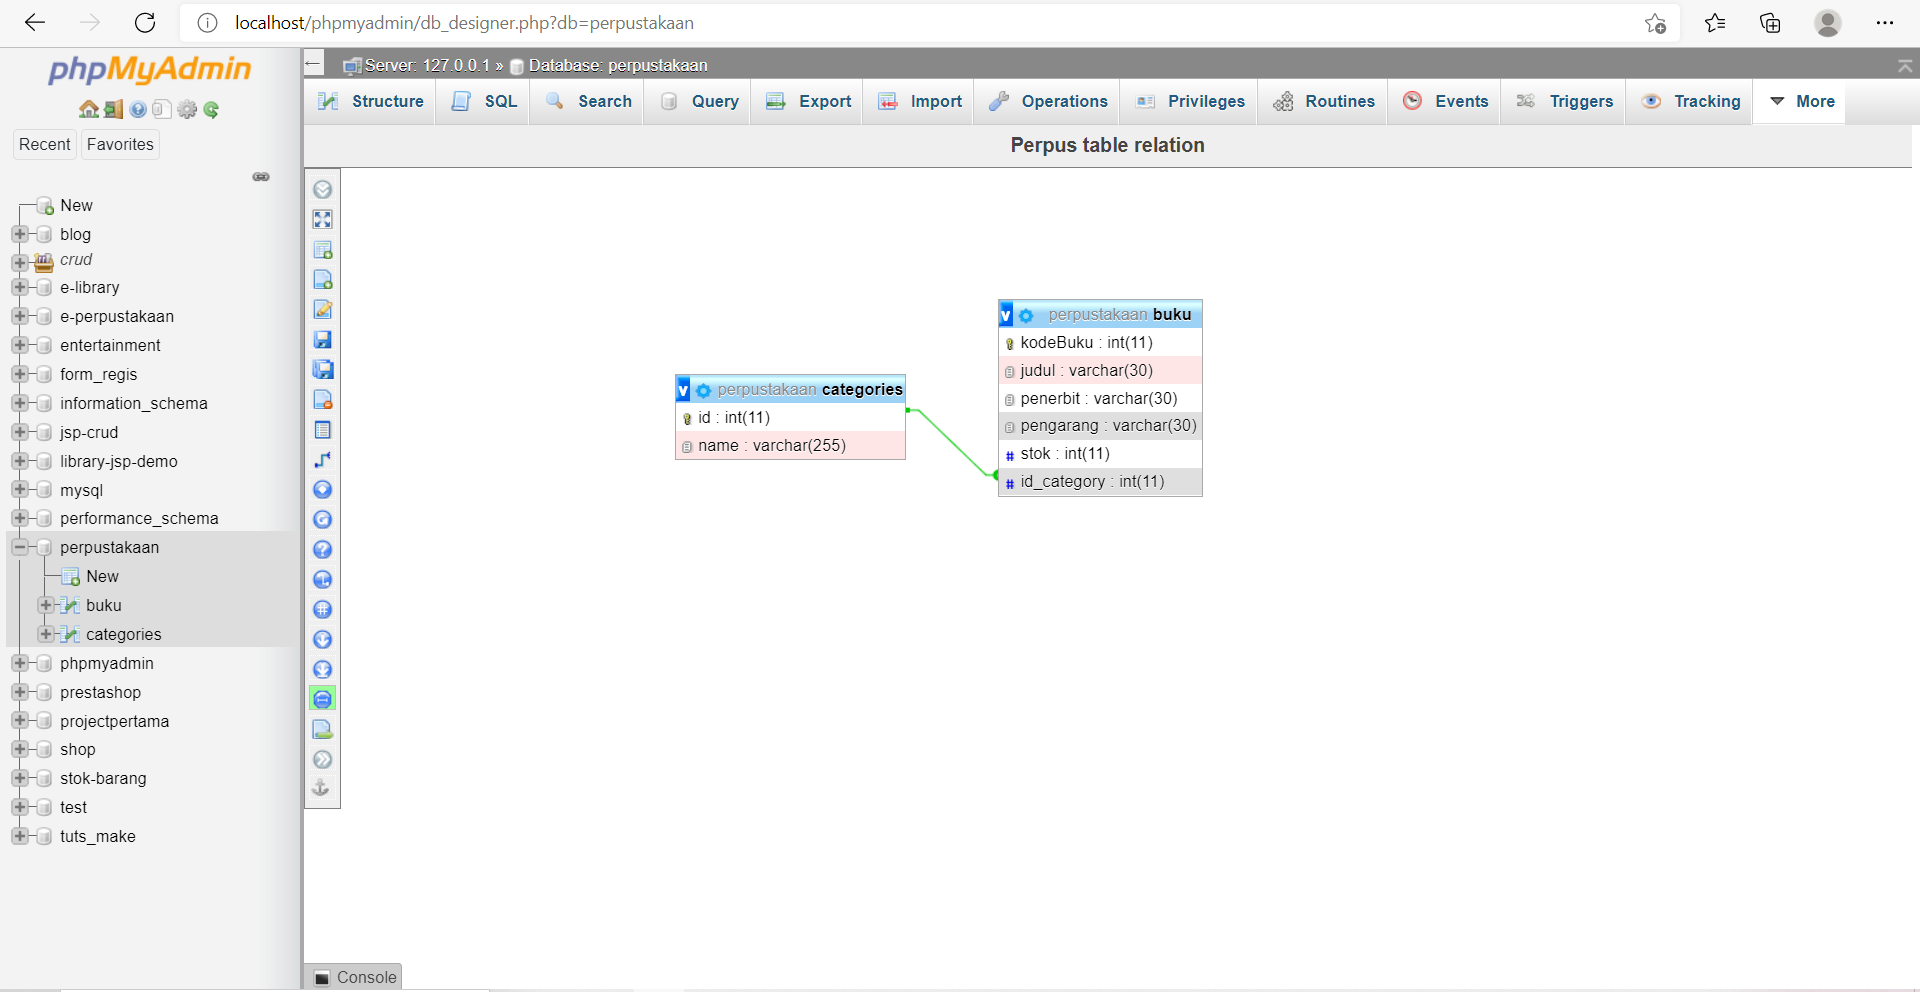 localhost/phpmyadmin/db_designer.php?db=perpustakaan
phpMyAdmin
Recent Favorites
New
blog
crud
e-library
e-perpustakaan
entertainment
form_regis
information_schema
jsp-crud
library-jsp-demo
mysql
performance_schema
perpustakaan
New
buku
categories
phpmyadmin
prestashop
projectpertama
shop
stok-barang
test
tuts_make
Server: 127.0.0.1 » Database: perpustakaan
Structure SQL Search Query Export Import Operations Privileges Routines Events Triggers Tracking More
Perpus table relation
v perpustakaan categories
id : int(11)
name : varchar(255)
v perpustakaan buku
kodeBuku : int(11)
judul : varchar(30)
penerbit : varchar(30)
pengarang : varchar(30)
# stok : int(11)
# id_category : int(11)
Console